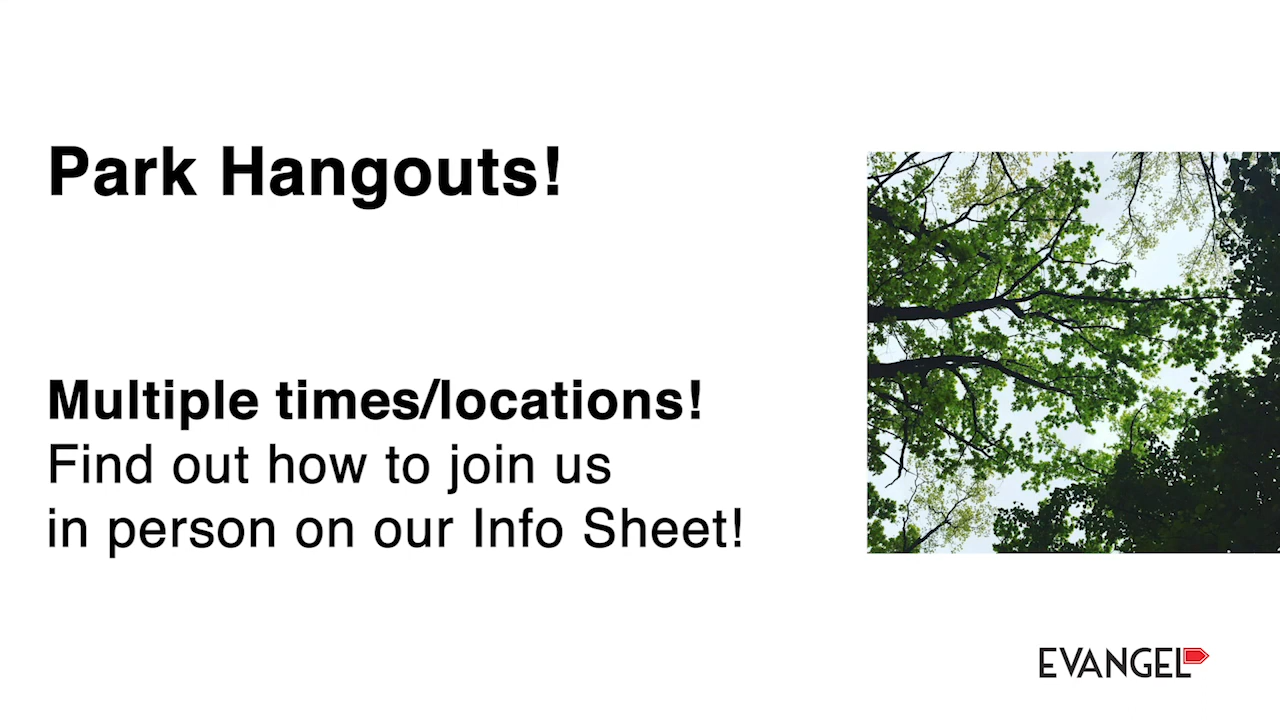 Park Hangouts!
Multiple times/locations!
Find out how to join us
in person on our Info Sheet!
EVANGEL